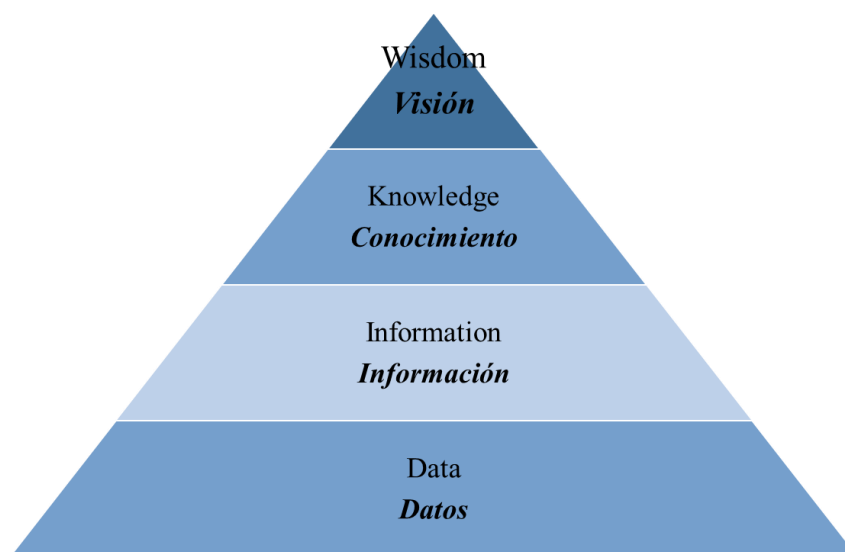 Wisdom
Visión
Knowledge
Conocimiento
Information
Información
Data
Datos